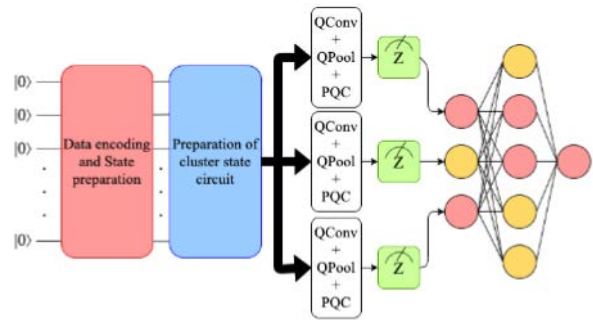 |0⟩
|0⟩
|0⟩
|0⟩
Data encoding
and State
preparation
Preparation of
cluster state
circuit
QConv
+
QPool
+
PQC
Z
QConv
+
QPool
+
PQC
Z
QConv
+
QPool
+
PQC
Z